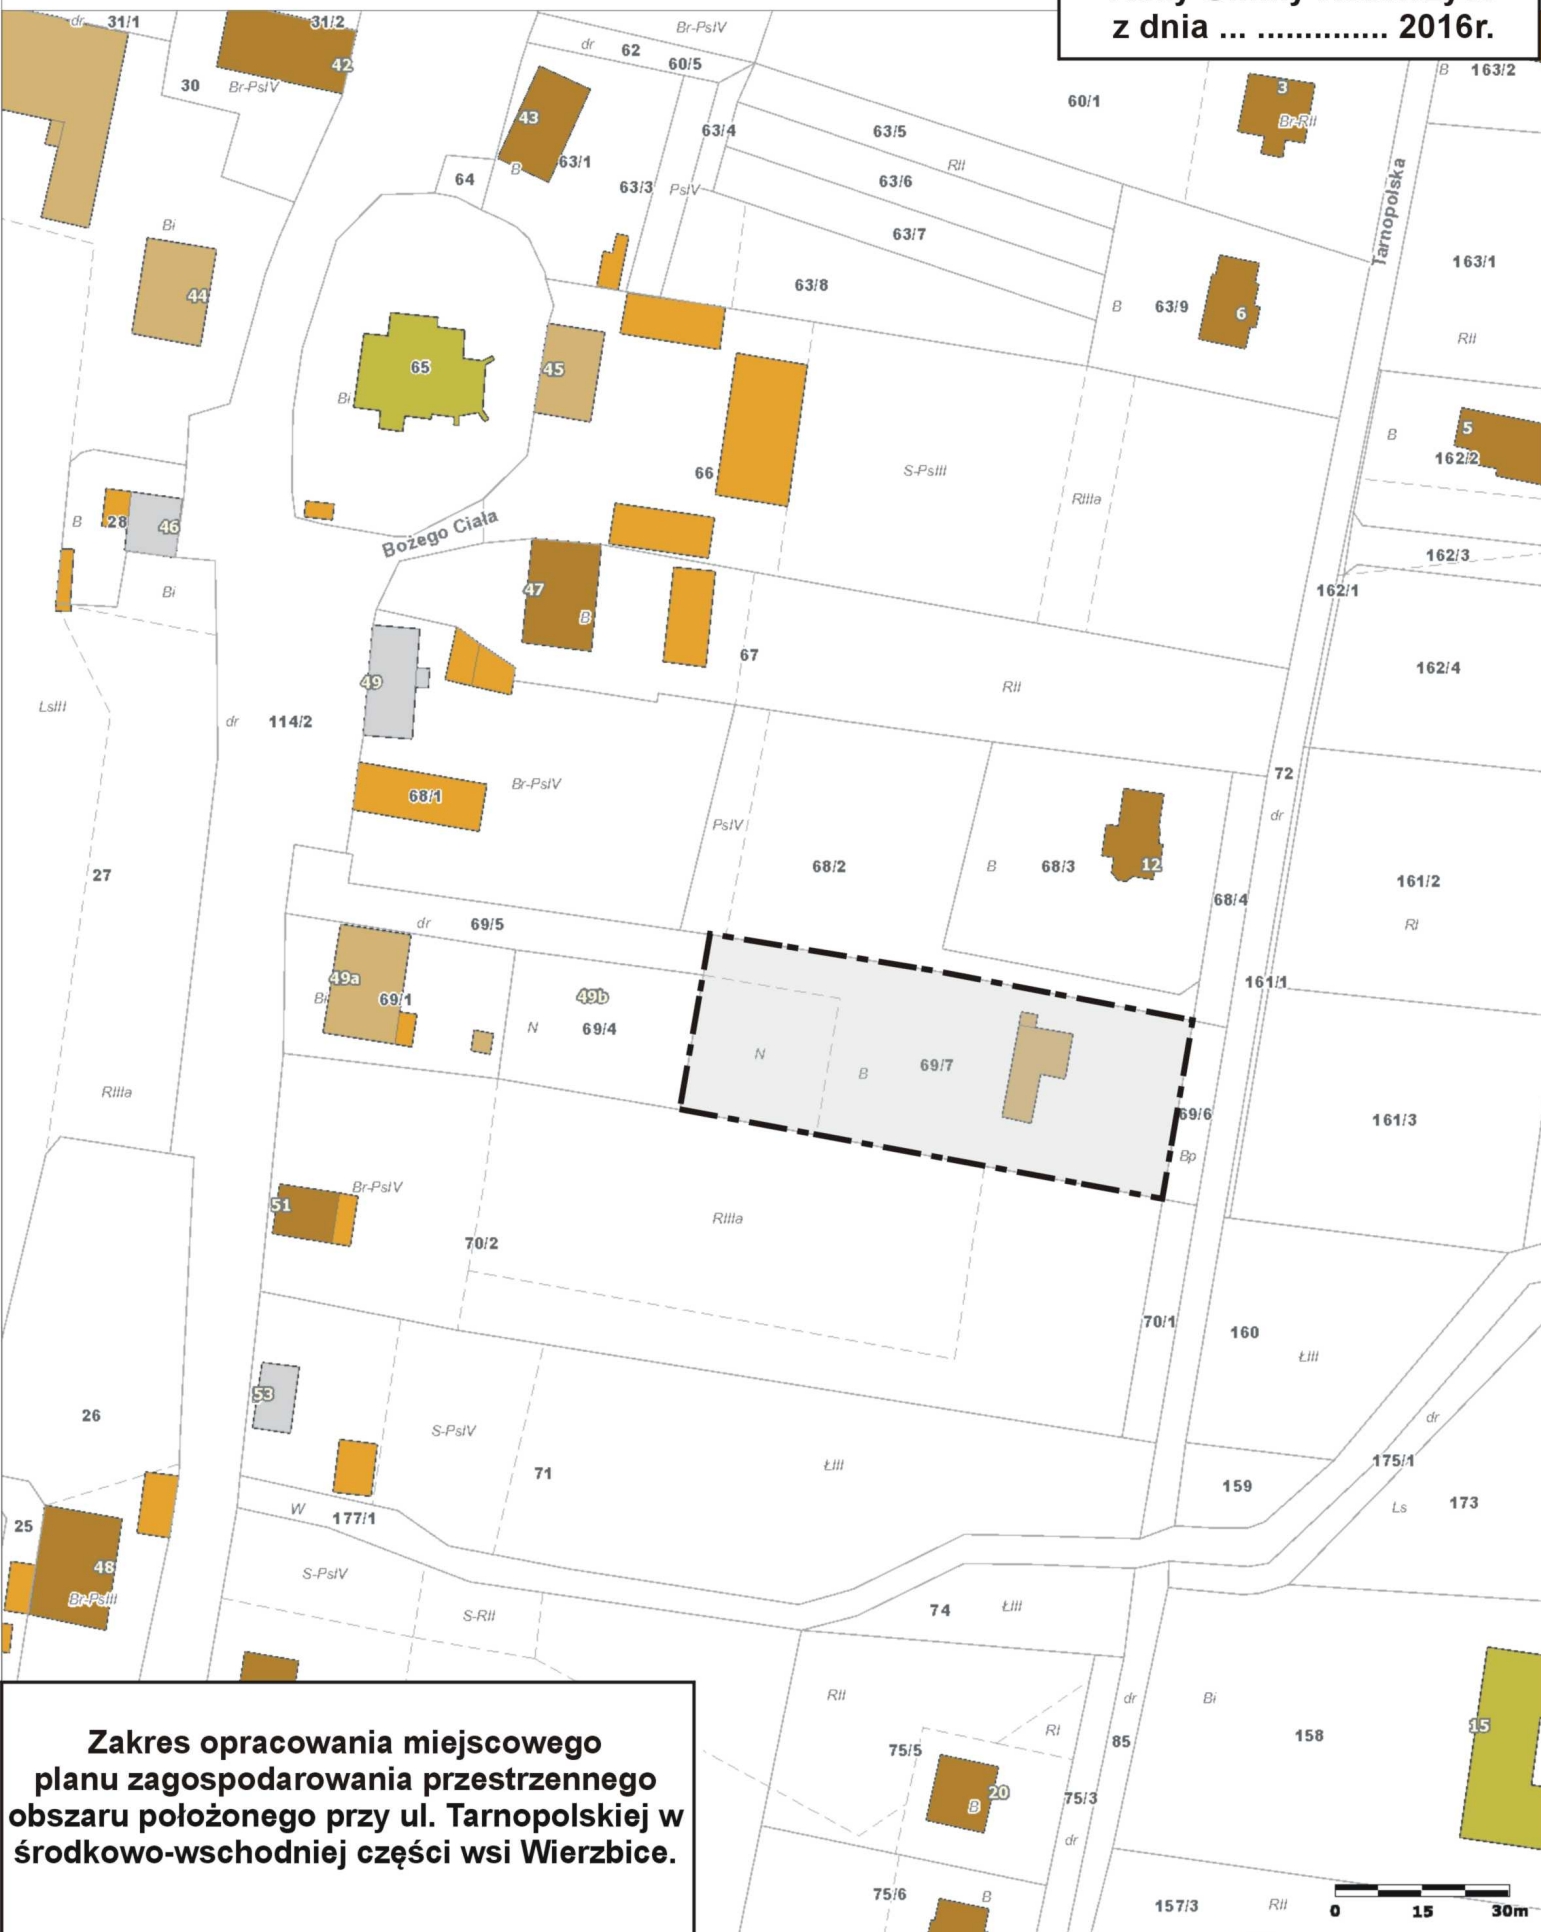 z dnia ... .............. 2016r.
dr 31/1
31/2
42
30
Br-PsIV
Br-PsIV
dr
62
60/5
43
B
63/1
64
63/3
63/4
PsIV
63/5
RII
63/6
63/7
63/8
60/1
3
Br-RII
Tarnopolska
B
163/2
163/1
RII
Bi
44
65
Bi
45
B
63/9
6
66
S-PsIII
RIIIa
B
5
162/2
B
28
46
Bożego Ciała
Bi
47
B
162/3
162/1
49
67
RII
162/4
LsIII
dr
114/2
68/1
Br-PsIV
PsIV
72
dr
68/2
B
68/3
12
68/4
27
161/2
RI
dr
69/5
49a
Bi
69/1
N
49b
69/4
161/1
N
B
69/7
69/6
Bp
161/3
RIIIa
51
Br-PsIV
RIIIa
70/2
70/1
160
ŁIII
53
26
S-PsIV
71
ŁIII
dr
175/1
159
Ls
173
W
177/1
25
48
Br-PsIII
S-PsIV
S-RII
74
ŁIII
RII
RI
dr
85
Bi
158
15
75/5
20
B
75/3
dr
75/6
B
157/3
RII
Zakres opracowania miejscowego
planu zagospodarowania przestrzennego
obszaru położonego przy ul. Tarnopolskiej w
środkowo-wschodniej części wsi Wierzbice.
0 15 30m